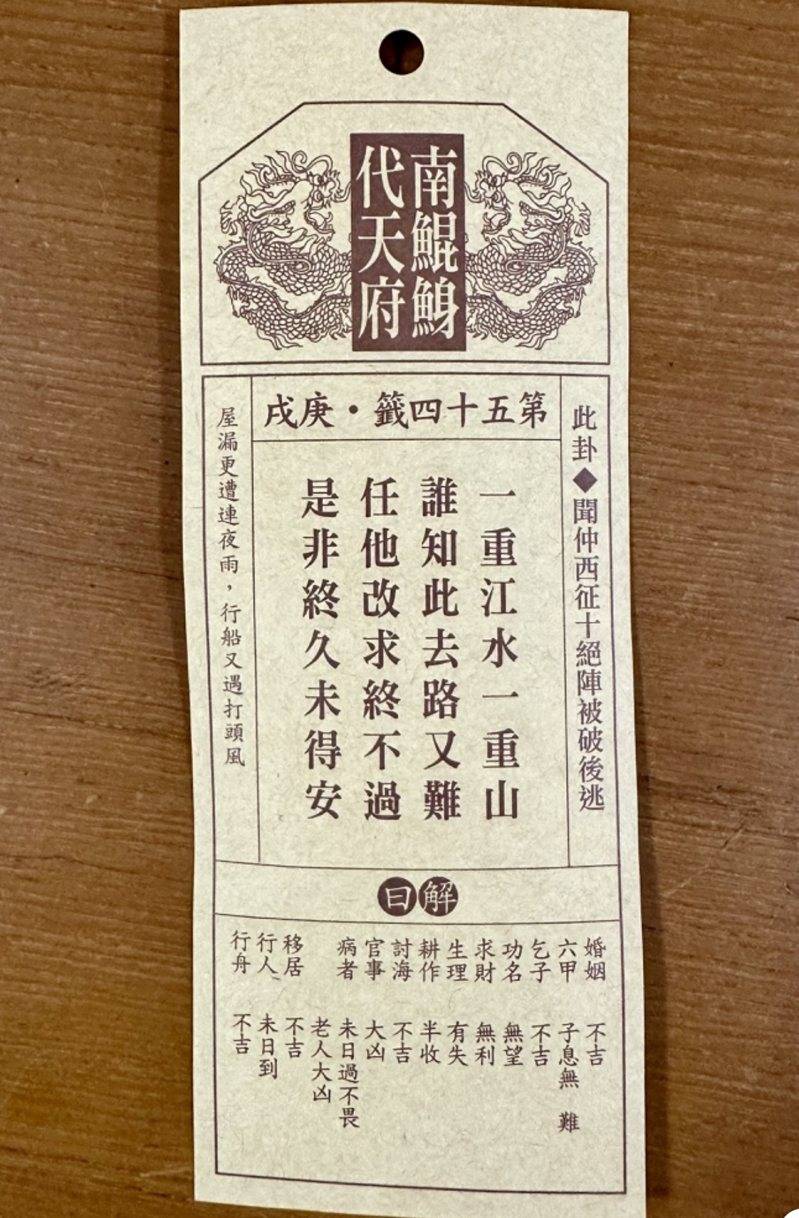 南鯤鯓
代天府
第五十四籤・庚戌
此卦◆聞仲西征十絕陣被破後逃
一重江水一重山
誰知此去路又難
任他改求終不過
是非終久未得安
屋漏更遭連夜雨，行船又遇打頭風
解曰
婚姻 不吉
六甲 子息無 難
乞子 不吉
功名 無望
求財 無利
生理 有失
耕作 半收
討海 不吉
官事 大凶
病者 未日過不畏
老人大凶
移居 不吉
行人 未日到
行舟 不吉